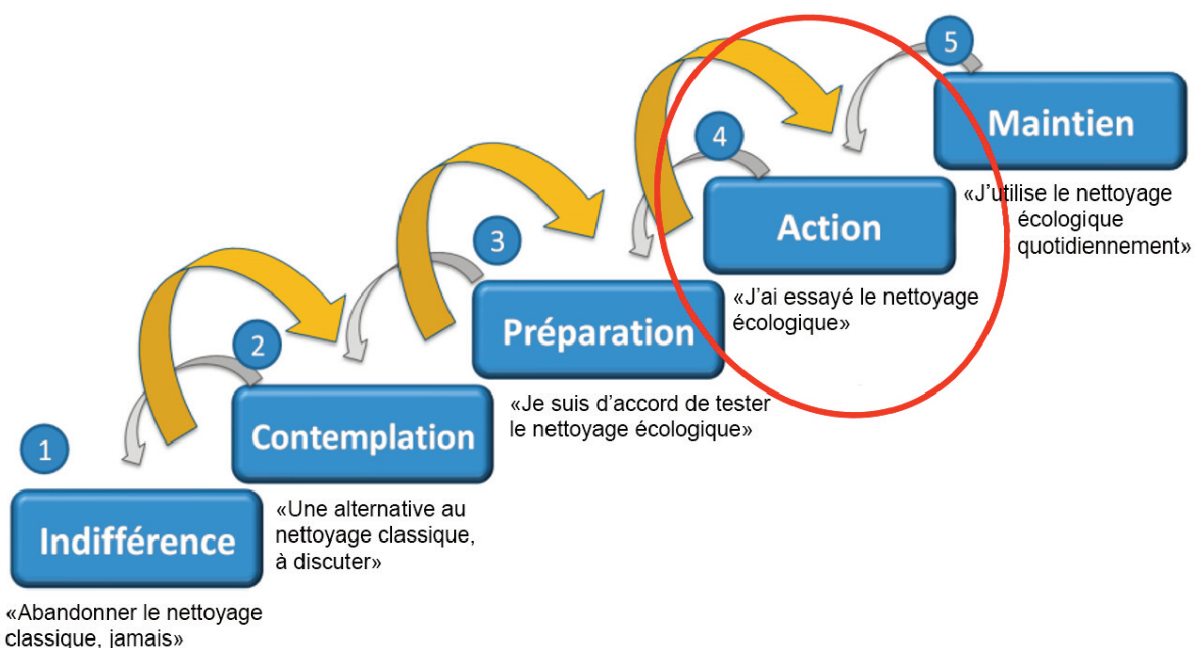 1
Indifférence
«Abandonner le nettoyage
classique, jamais»
2
Contemplation
«Une alternative au
nettoyage classique,
à discuter»
3
Préparation
«Je suis d'accord de tester
le nettoyage écologique»
4
Action
«J'ai essayé le nettoyage
écologique»
5
Maintien
«J'utilise le nettoyage
écologique
quotidiennement»